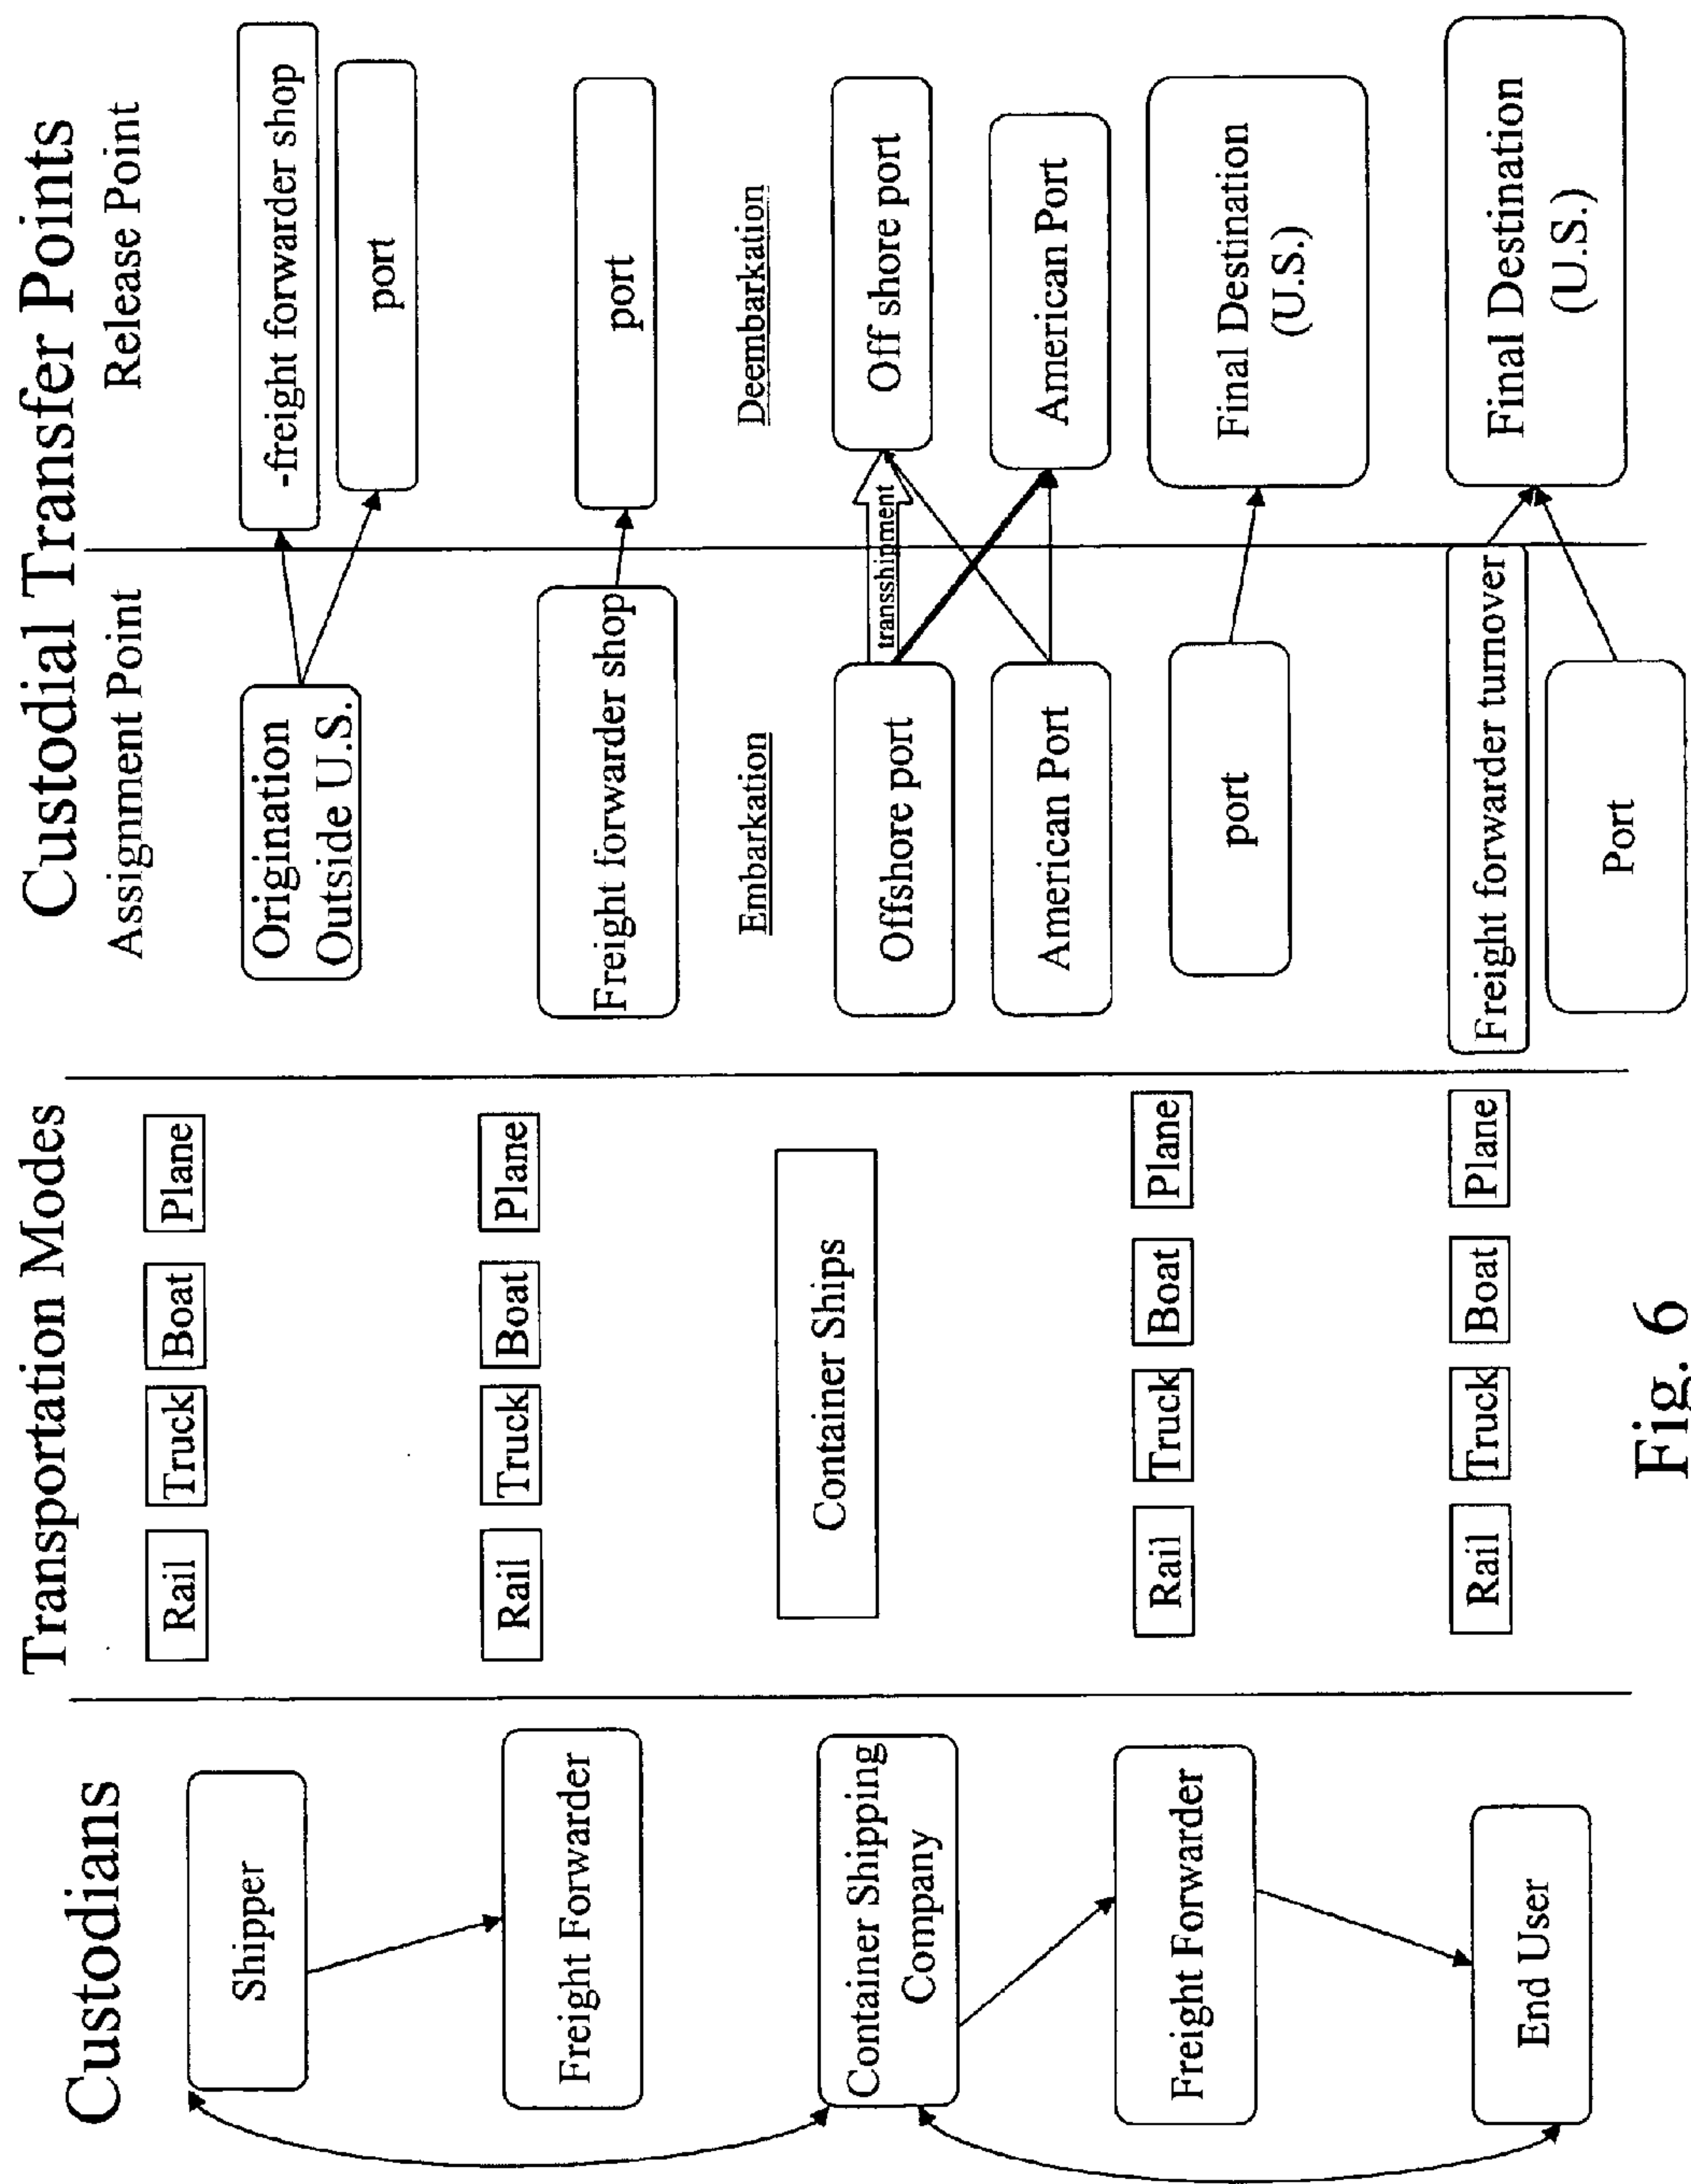 Custodians
Transportation Modes
Custodial Transfer Points
Assignment Point
Release Point
Shipper
Rail
Truck
Boat
Plane
Origination
Outside U.S.
-freight forwarder shop
port
Freight Forwarder
Rail
Truck
Boat
Plane
Freight forwarder shop
port
Embarkation
Deembarkation
Container Shipping
Company
Container Ships
Offshore port
transshipment
Off shore port
American Port
American Port
Freight Forwarder
Rail
Truck
Boat
Plane
port
Final Destination
(U.S.)
End User
Rail
Truck
Boat
Plane
Freight forwarder turnover
Port
Final Destination
(U.S.)
Fig. 6